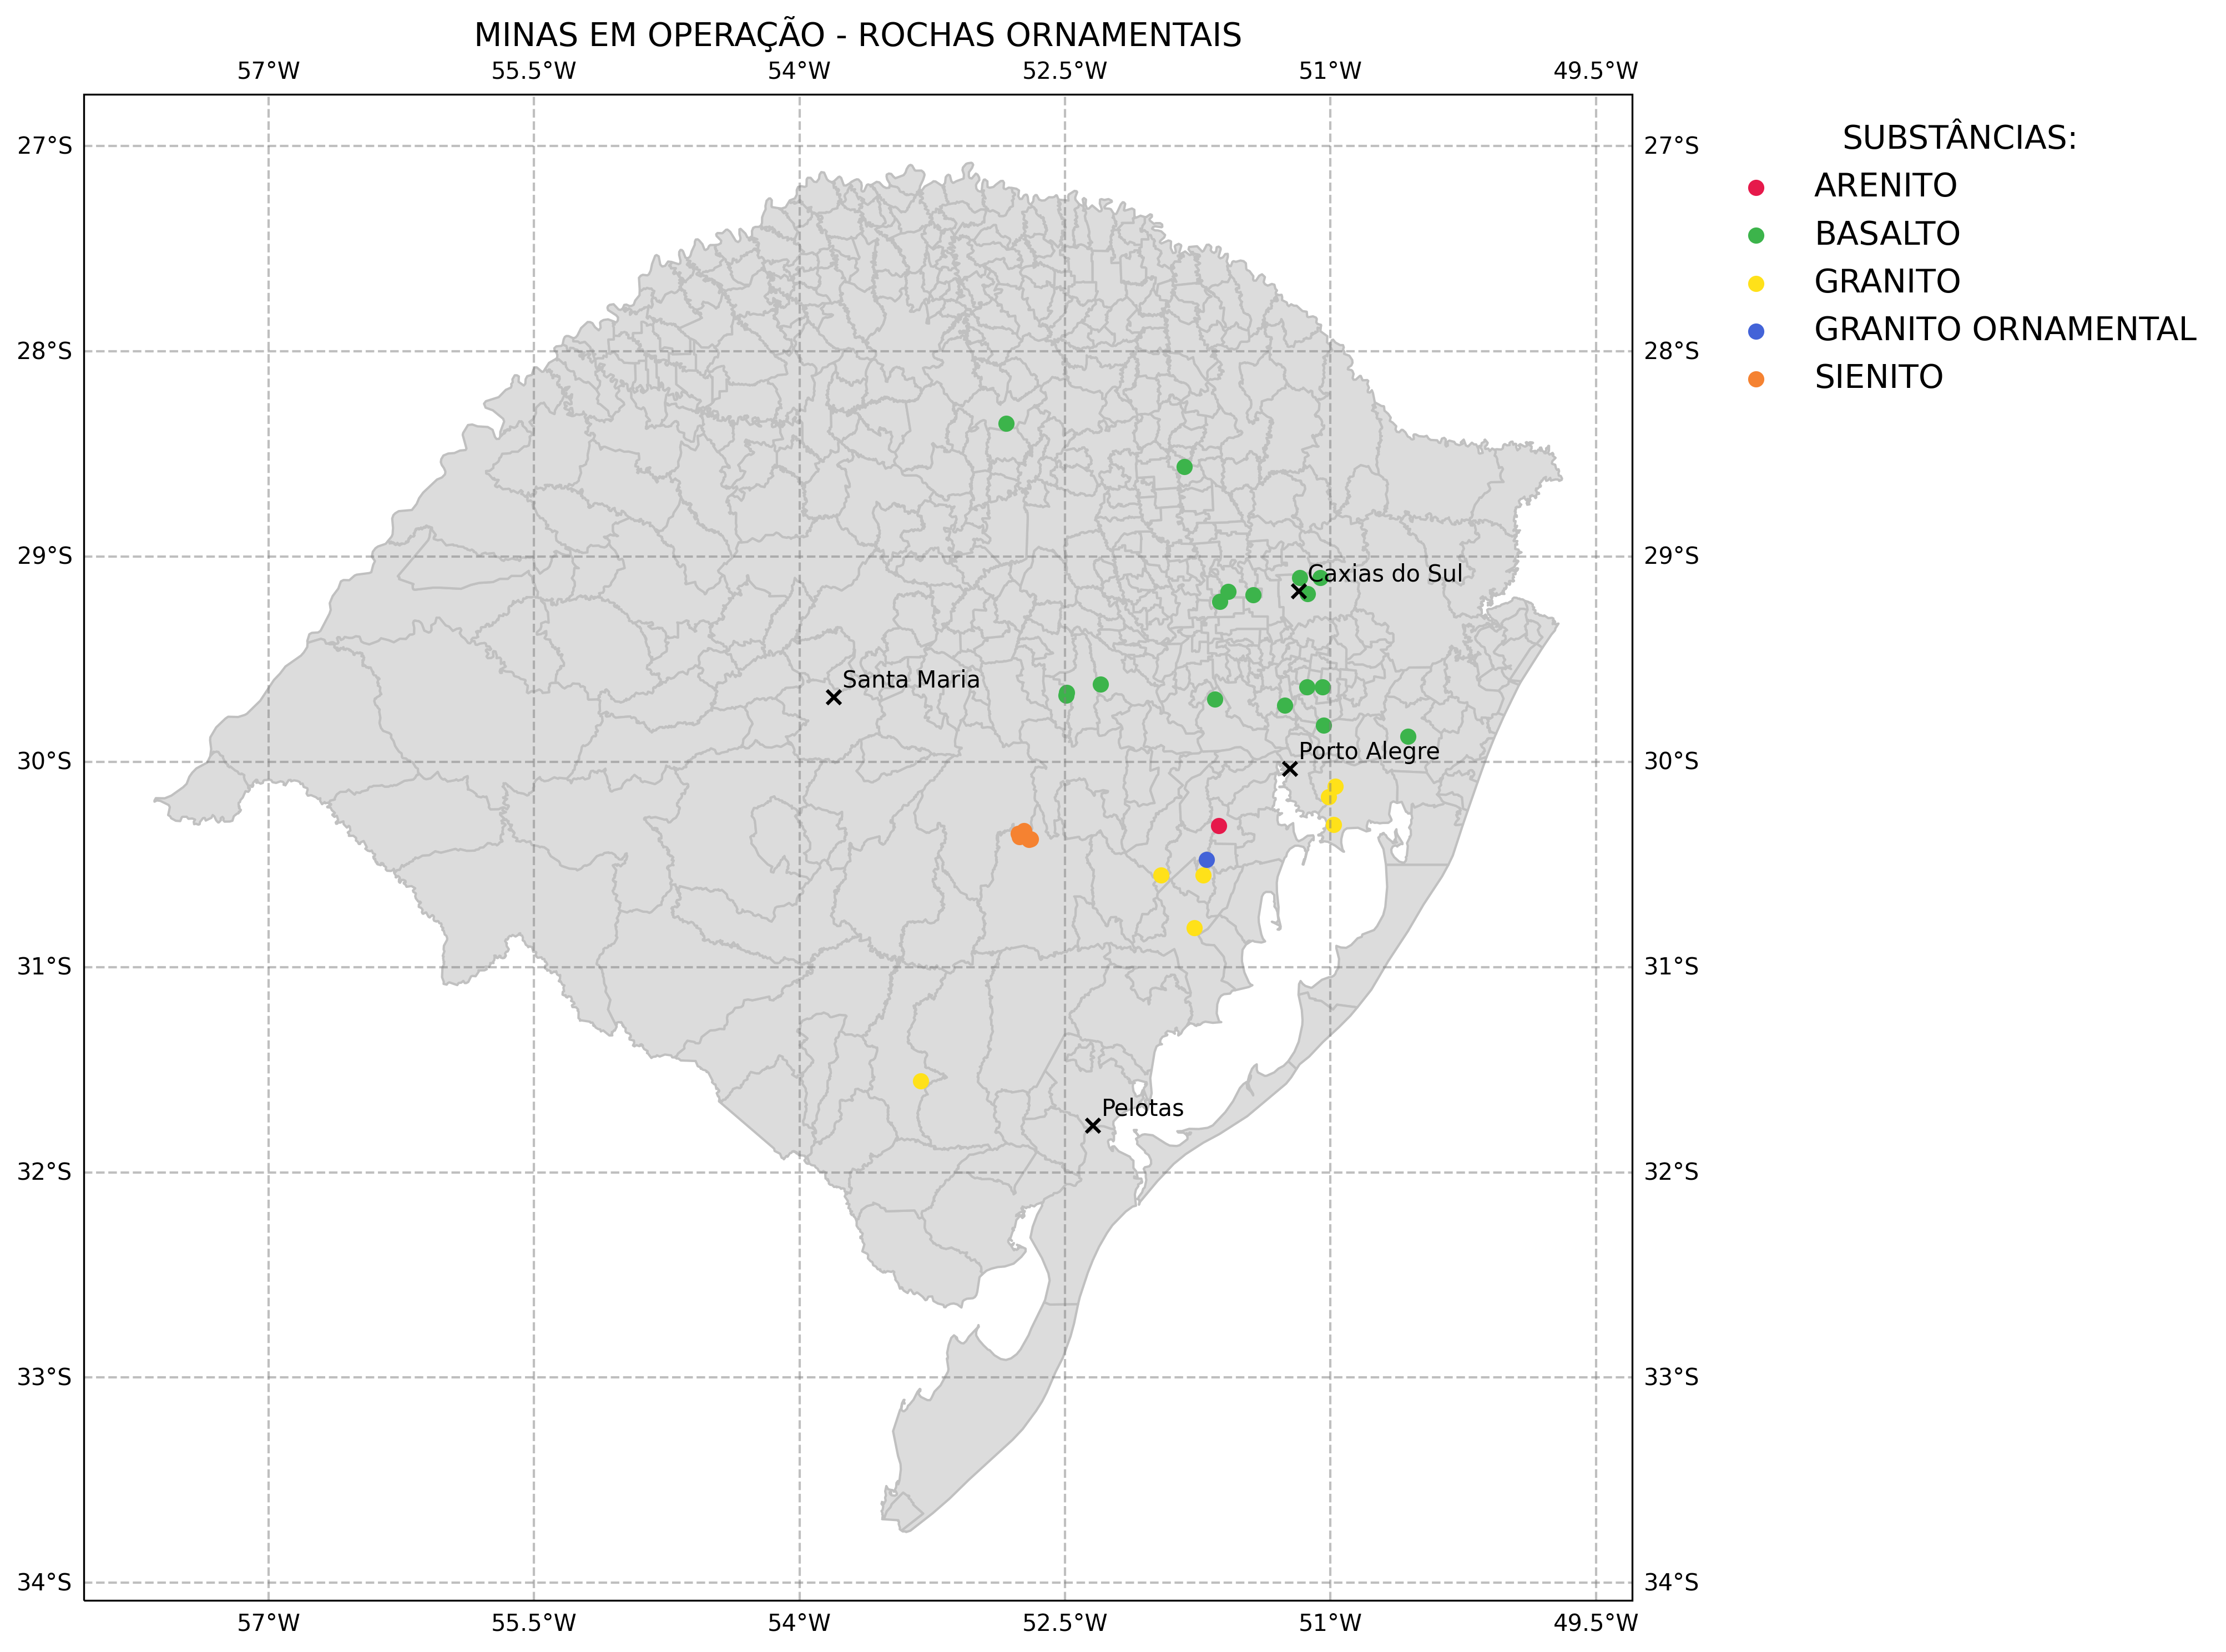 MINAS EM OPERAÇÃO - ROCHAS ORNAMENTAIS
57°W 55.5°W 54°W 52.5°W 51°W 49.5°W
SUBSTÂNCIAS:
ARENITO
BASALTO
GRANITO
GRANITO ORNAMENTAL
SIENITO
27°S 27°S
28°S 28°S
29°S 29°S
Caxias do Sul
Santa Maria
Porto Alegre
30°S 30°S
31°S 31°S
Pelotas
32°S 32°S
33°S 33°S
34°S 34°S
57°W 55.5°W 54°W 52.5°W 51°W 49.5°W